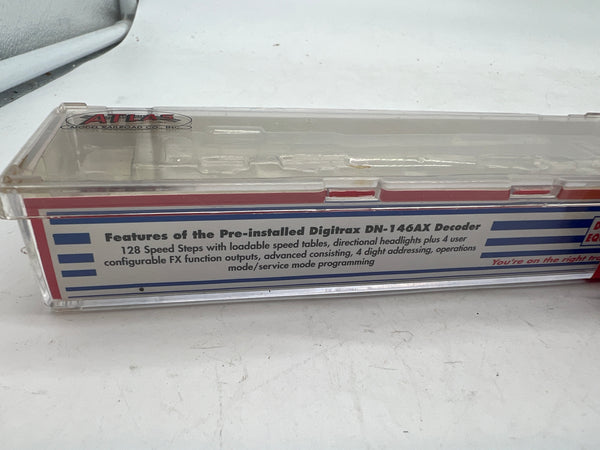 ATLAS
MODEL RAILROAD CO., INC.
Features of the Pre-installed Digitrax DN-146AX Decoder
128 Speed Steps with loadable speed tables, directional headlights plus 4 user
configurable FX function outputs, advanced consisting, 4 dight addressing, operations
mode/service mode programming
You're on the right